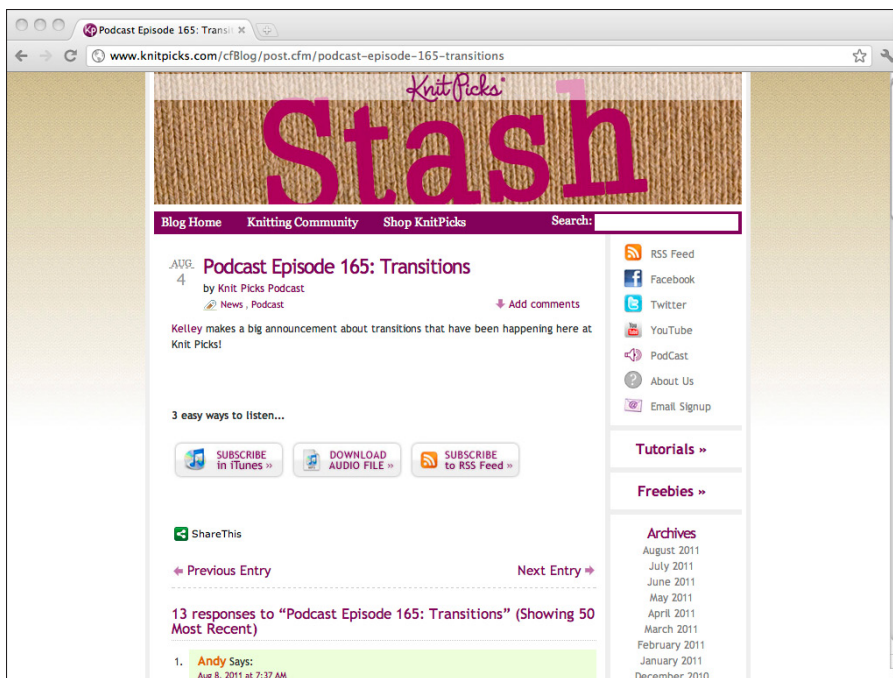 Podcast Episode 165: Transit
www.knitpicks.com/cfBlog/post.cfm/podcast-episode-165-transitions
Knit Picks®
Stash
Blog Home Knitting Community Shop KnitPicks Search:
AUG
4
Podcast Episode 165: Transitions
by Knit Picks Podcast
News , Podcast
Add comments
Kelley makes a big announcement about transitions that have been happening here at
Knit Picks!
3 easy ways to listen...
SUBSCRIBE
in iTunes »
DOWNLOAD
AUDIO FILE »
SUBSCRIBE
to RSS Feed »
ShareThis
Previous Entry Next Entry
13 responses to “Podcast Episode 165: Transitions” (Showing 50
Most Recent)
1. Andy Says:
Aug 8, 2011 at 7:37 AM
RSS Feed
Facebook
Twitter
YouTube
PodCast
About Us
Email Signup
Tutorials »
Freebies »
Archives
August 2011
July 2011
June 2011
May 2011
April 2011
March 2011
February 2011
January 2011
December 2010